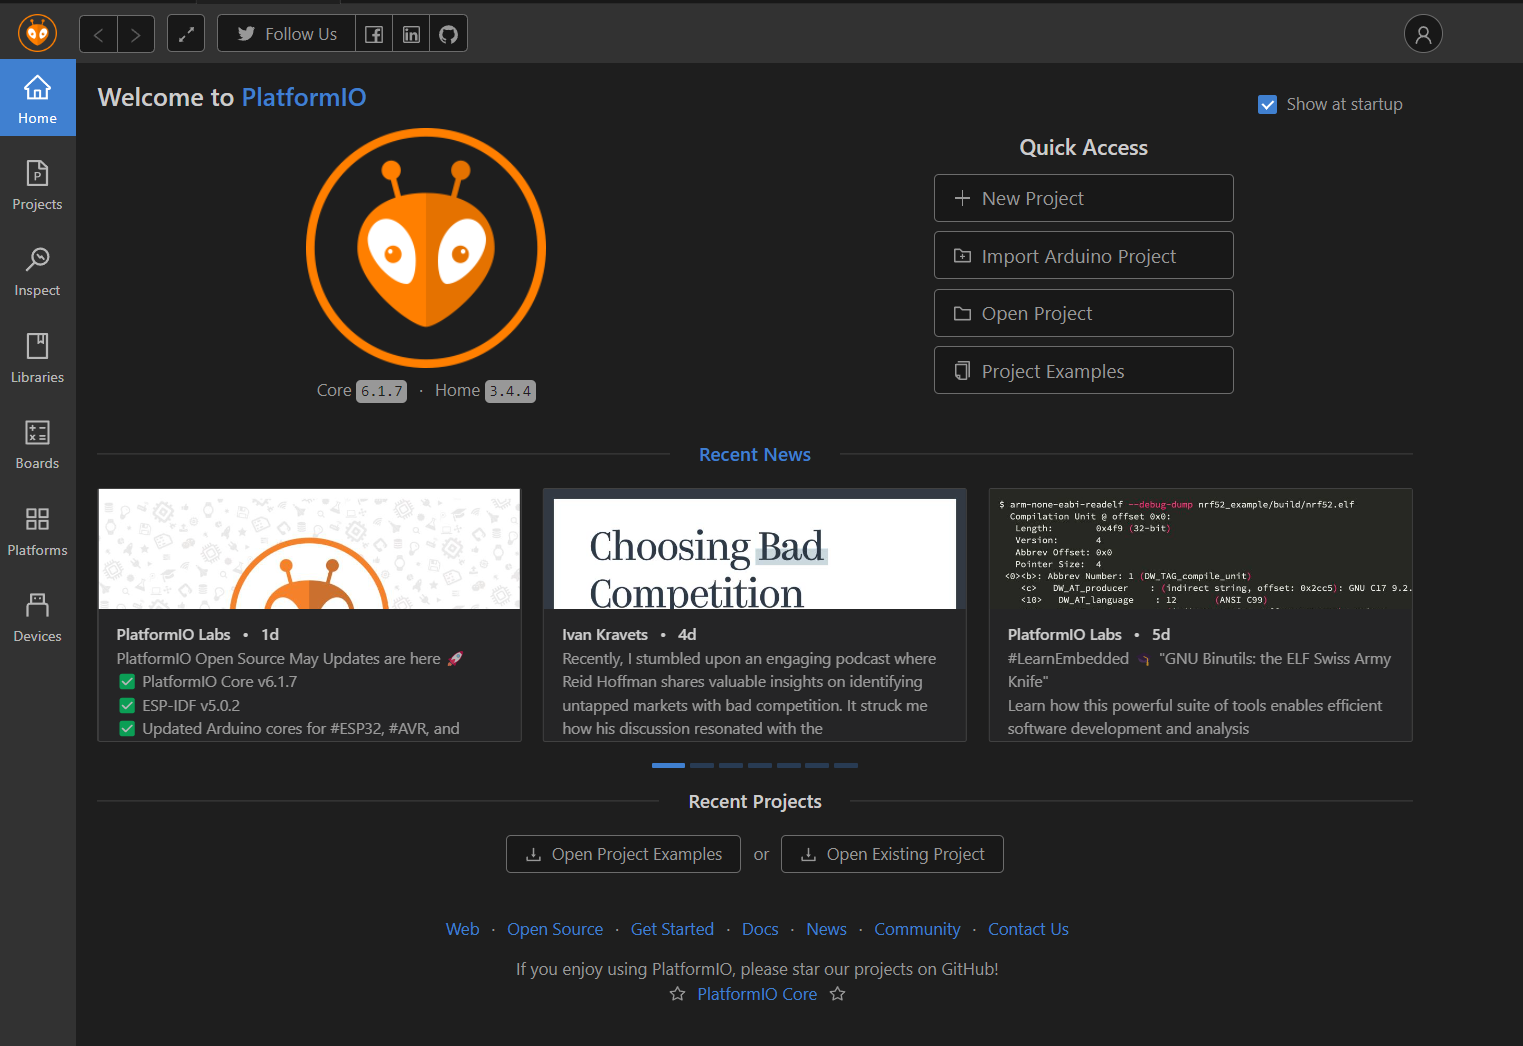 Follow Us
Home
Projects
Inspect
Libraries
Boards
Platforms
Devices
Welcome to PlatformIO
Show at startup
Core 6.1.7 · Home 3.4.4
Quick Access
New Project
Import Arduino Project
Open Project
Project Examples
Recent News
PlatformIO Labs • 1d
PlatformIO Open Source May Updates are here 🚀
✅ PlatformIO Core v6.1.7
✅ ESP-IDF v5.0.2
✅ Updated Arduino cores for #ESP32, #AVR, and
Choosing Bad
Competition
Ivan Kravets • 4d
Recently, I stumbled upon an engaging podcast where
Reid Hoffman shares valuable insights on identifying
untapped markets with bad competition. It struck me
how his discussion resonated with the
$ arm-none-eabi-readelf --debug-dump nrf52_example/build/nrf52.elf
Compilation Unit @ offset 0x0:
Length: 0x4f9 (32-bit)
Version: 4
Abbrev Offset: 0x0
Pointer Size: 4
<0><b>: Abbrev Number: 1 (DW_TAG_compile_unit)
<c> DW_AT_producer : (indirect string, offset: 0x2cc5): GNU C17 9.2.
<10> DW_AT_language : 12 (ANSI C99)
PlatformIO Labs • 5d
#LearnEmbedded "GNU Binutils: the ELF Swiss Army
Knife"
Learn how this powerful suite of tools enables efficient
software development and analysis
Recent Projects
Open Project Examples or Open Existing Project
Web · Open Source · Get Started · Docs · News · Community · Contact Us
If you enjoy using PlatformIO, please star our projects on GitHub!
☆ PlatformIO Core ☆